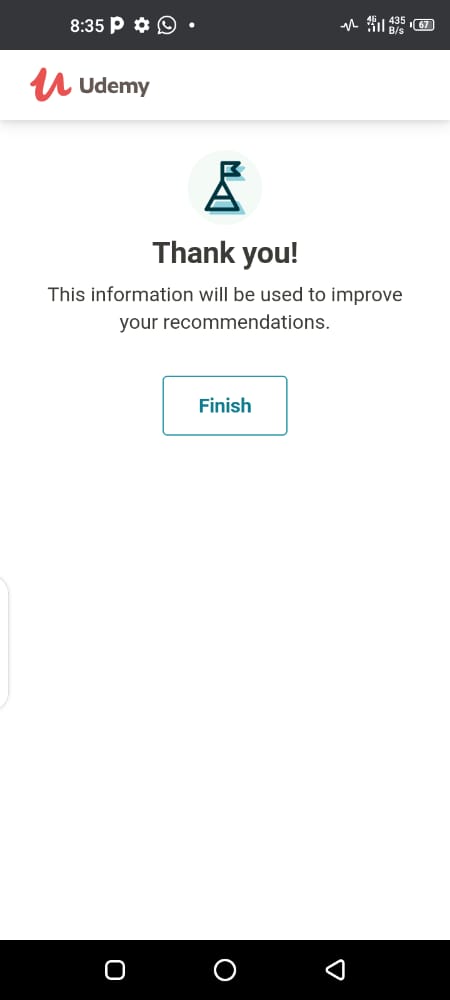 8:35
4G
435
B/s
67
Udemy
Thank you!
This information will be used to improve
your recommendations.
Finish